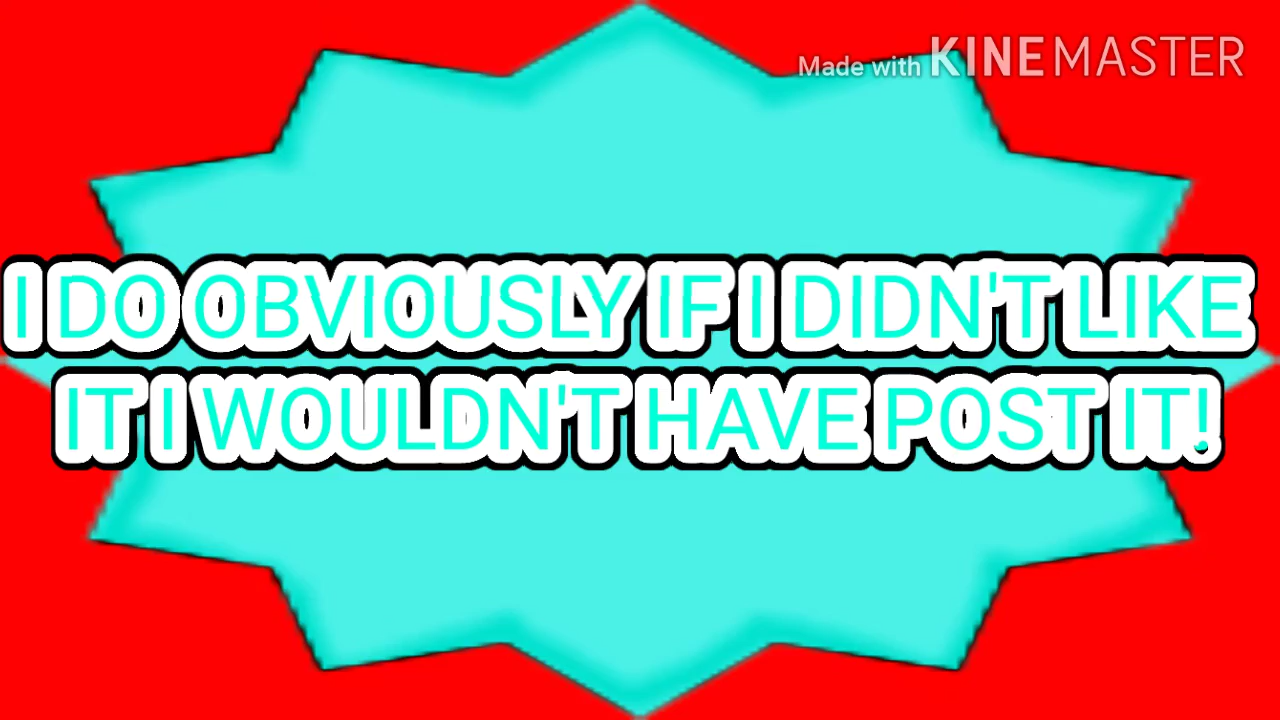 Made with KINEMASTER
I DO OBVIOUSLY IF I DIDN'T LIKE
IT I WOULDN'T HAVE POST IT!